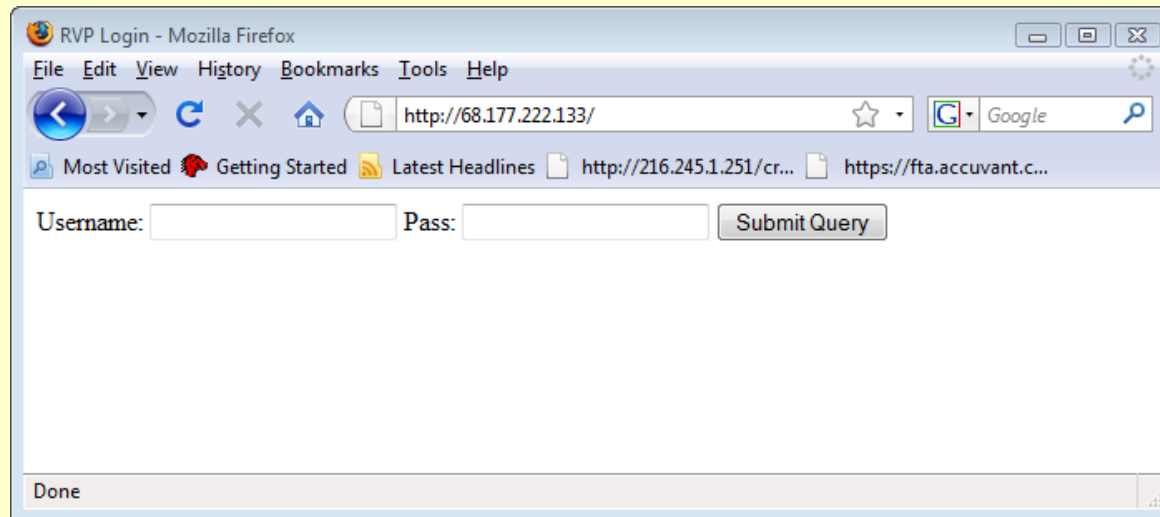 RVP Login - Mozilla Firefox
File Edit View History Bookmarks Tools Help
http://68.177.222.133/ G Google
Most Visited Getting Started Latest Headlines http://216.245.1.251/cr... https://fta.accuvant.c...
Username: Pass: Submit Query
Done